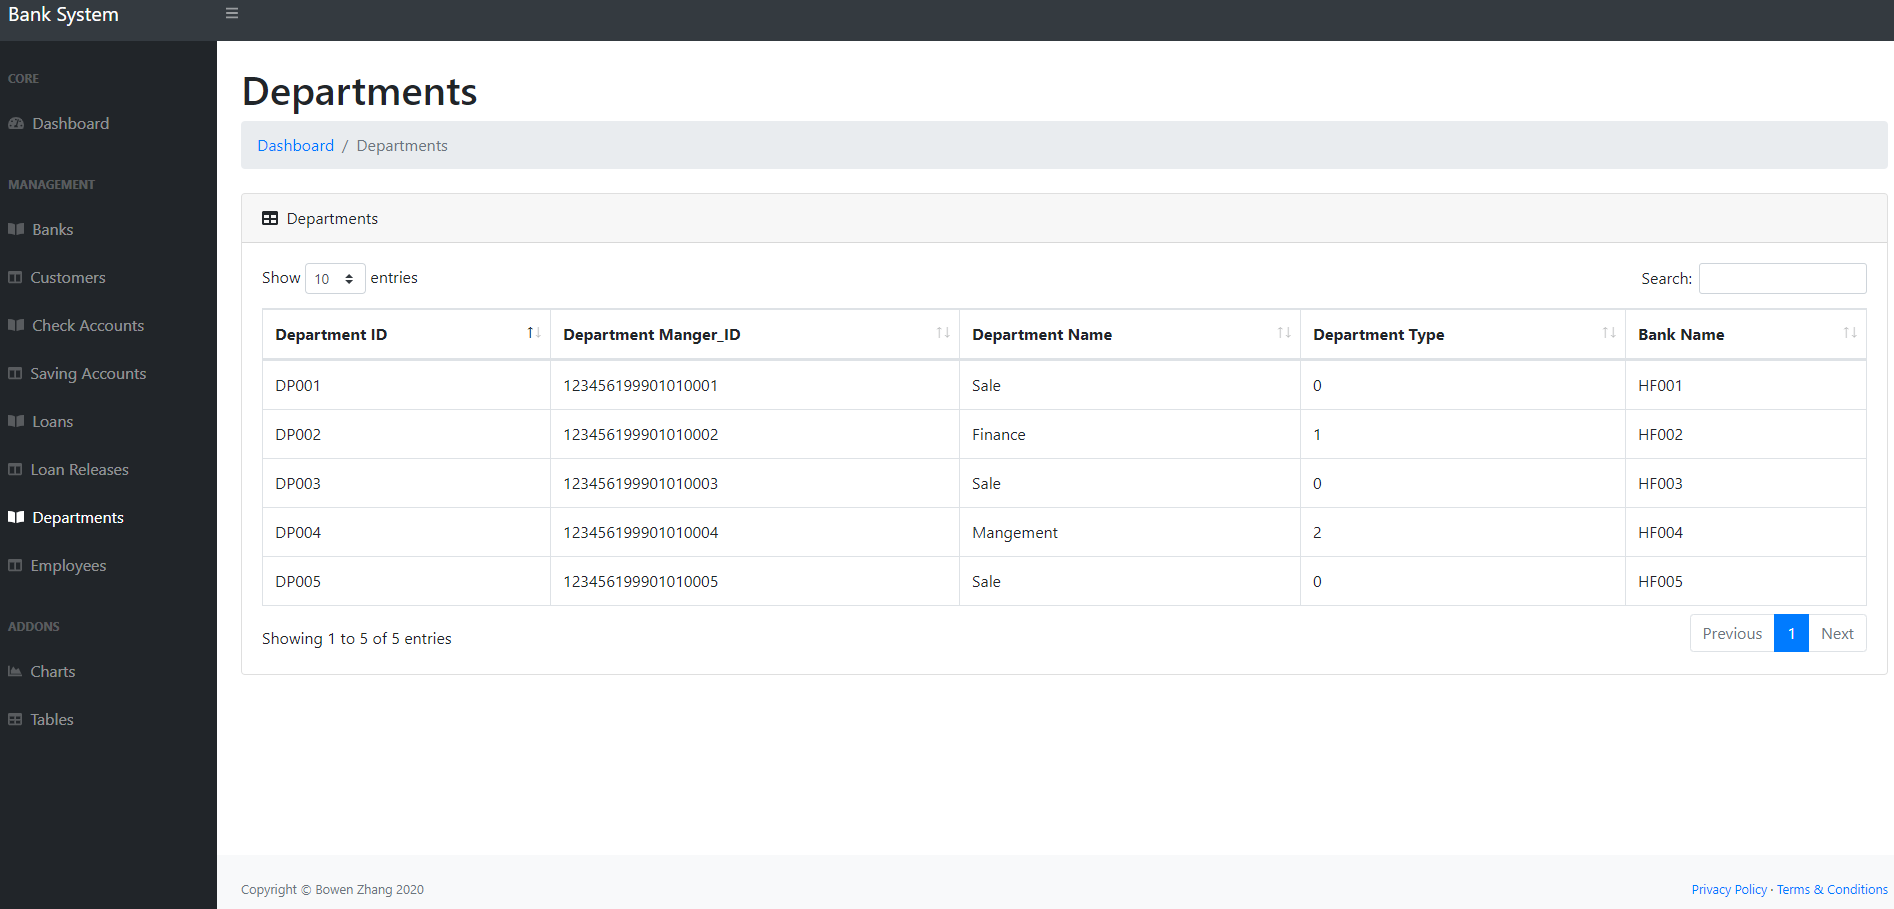 Bank System
CORE
Dashboard
MANAGEMENT
Banks
Customers
Check Accounts
Saving Accounts
Loans
Loan Releases
Departments
Employees
ADDONS
Charts
Tables
Departments
Dashboard / Departments
Departments
Show 10 entries
Search:
Department ID Department Manger_ID Department Name Department Type Bank Name
DP001 123456199901010001 Sale 0 HF001
DP002 123456199901010002 Finance 1 HF002
DP003 123456199901010003 Sale 0 HF003
DP004 123456199901010004 Mangement 2 HF004
DP005 123456199901010005 Sale 0 HF005
Showing 1 to 5 of 5 entries
Previous 1 Next
Copyright © Bowen Zhang 2020
Privacy Policy · Terms & Conditions